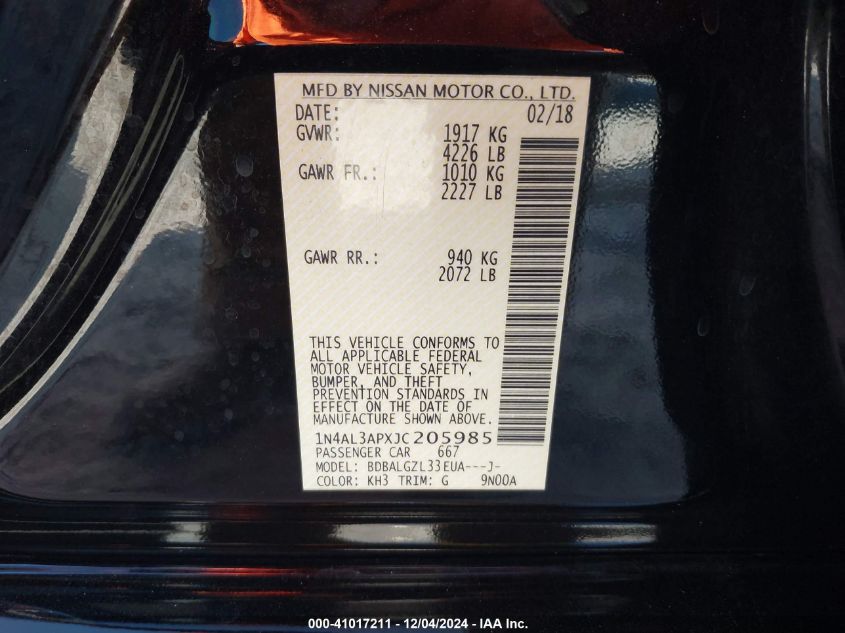 MFD BY NISSAN MOTOR CO., LTD.
DATE: 02/18
GVWR: 1917 KG
4226 LB
GAWR FR.: 1010 KG
2227 LB
GAWR RR.: 940 KG
2072 LB
THIS VEHICLE CONFORMS TO
ALL APPLICABLE FEDERAL
MOTOR VEHICLE SAFETY,
BUMPER, AND THEFT
PREVENTION STANDARDS IN
EFFECT ON THE DATE OF
MANUFACTURE SHOWN ABOVE.
1N4AL3APXJC205985
PASSENGER CAR 667
MODEL: BDBALGZL33EUA---J-
COLOR: KH3 TRIM: G 9N00A
000-41017211 - 12/04/2024 - IAA Inc.